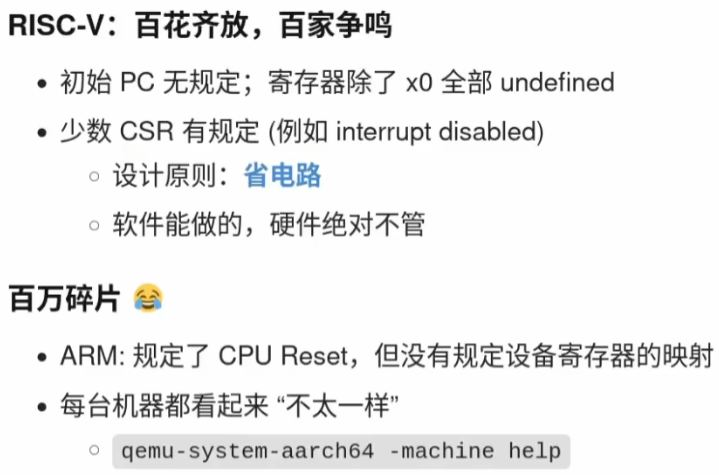 RISC-V：百花齐放，百家争鸣
初始 PC 无规定；寄存器除了 x0 全部 undefined
少数 CSR 有规定 (例如 interrupt disabled)
设计原则：省电路
软件能做的，硬件绝对不管
百万碎片 😂
ARM: 规定了 CPU Reset，但没有规定设备寄存器的映射
每台机器都看起来 “不太一样”
qemu-system-aarch64 -machine help